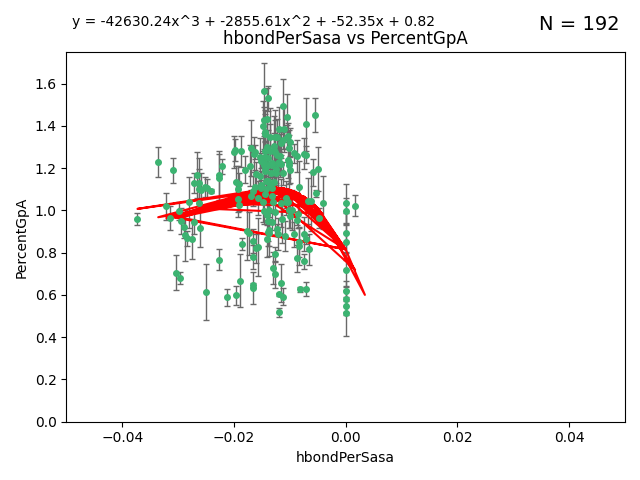 y = -42630.24x^3 + -2855.61x^2 + -52.35x + 0.82
N = 192
hbondPerSasa vs PercentGpA
1.6
1.4
1.2
1.0
0.8
0.6
0.4
0.2
0.0
PercentGpA
−0.04 −0.02 0.00 0.02 0.04
hbondPerSasa